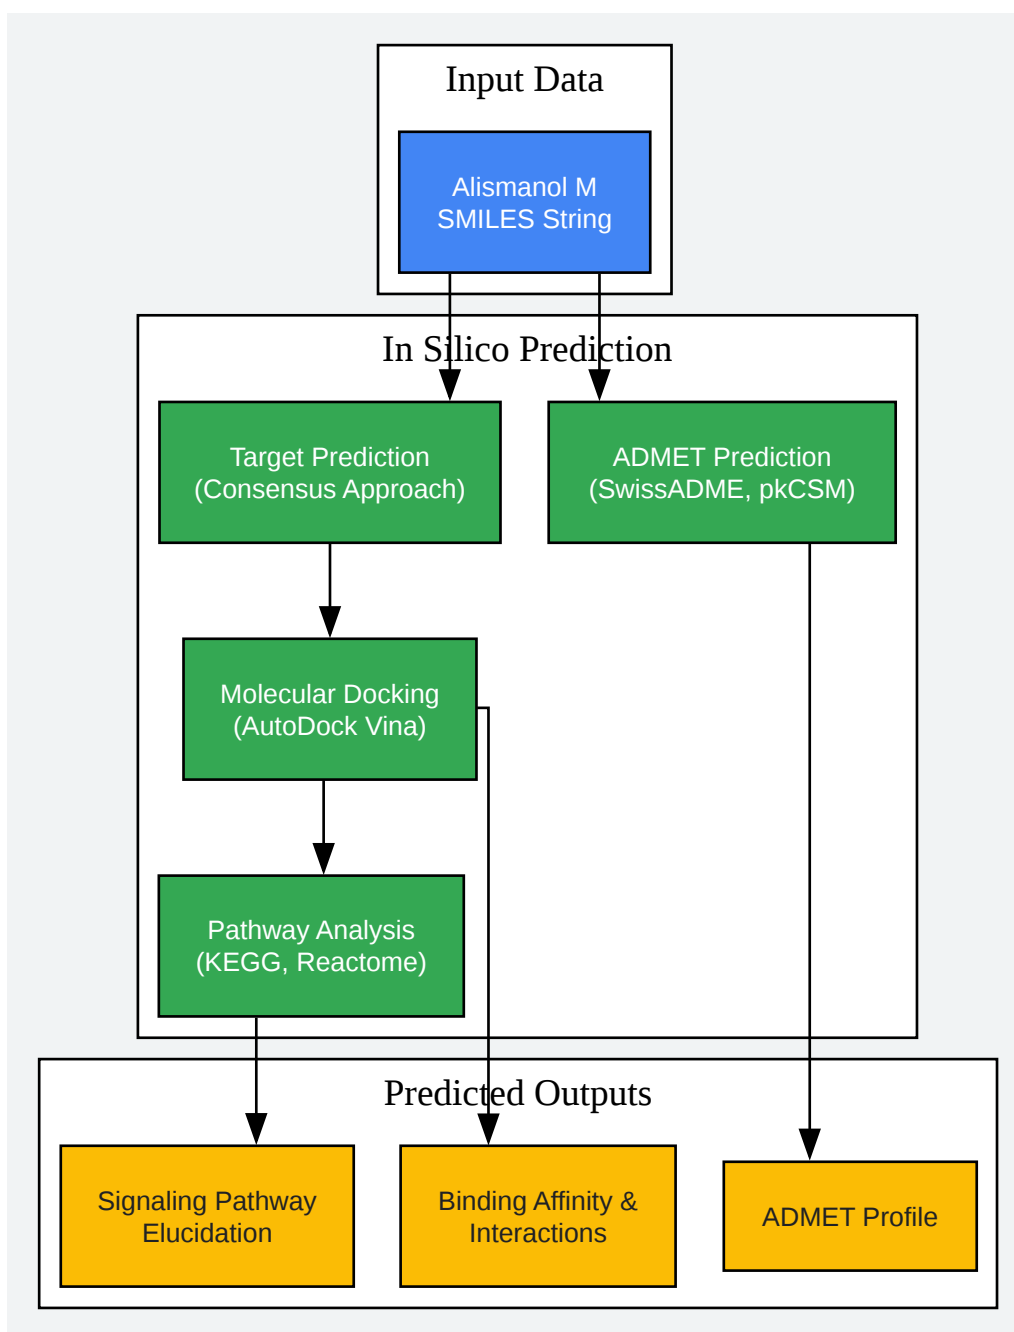 Input Data
Alismanol M
SMILES String
In Silico Prediction
Target Prediction
(Consensus Approach)
ADMET Prediction
(SwissADME, pkCSM)
Molecular Docking
(AutoDock Vina)
Pathway Analysis
(KEGG, Reactome)
Predicted Outputs
Signaling Pathway
Elucidation
Binding Affinity &
Interactions
ADMET Profile